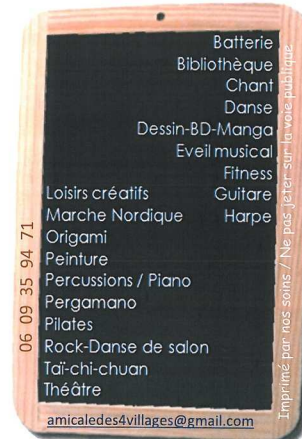 Batterie
Bibliothèque
Chant
Danse
Dessin-BD-Manga
Eveil musical
Fitness
Guitare
Harpe
Loisirs créatifs
Marche Nordique
Origami
Peinture
Percussions / Piano
Pergamano
Pilates
Rock-Danse de salon
Taï-chi-chuan
Théâtre
amicaledes4villages@gmail.com
06 09 35 94 71
Imprimé par nos soins / Ne pas jeter sur la voie publique